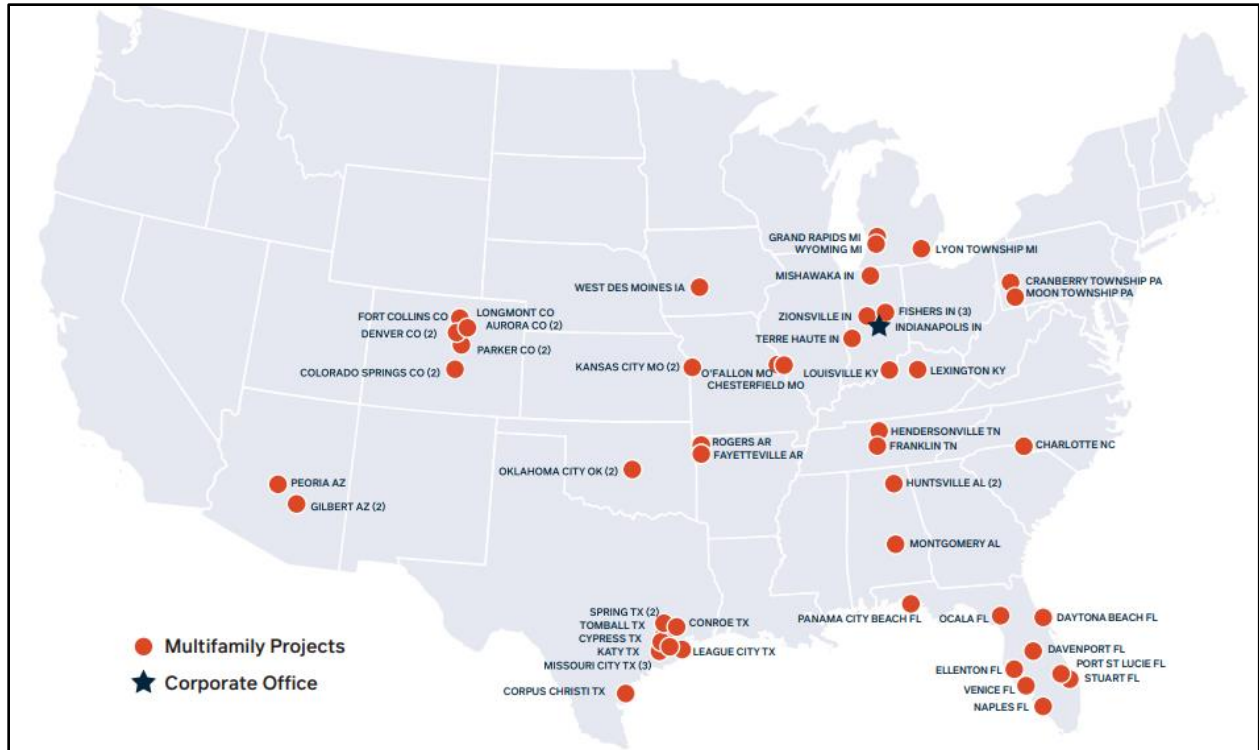 GRAND RAPIDS MI
WYOMING MI
LYON TOWNSHIP MI
MISHAWAKA IN
CRANBERRY TOWNSHIP PA
MOON TOWNSHIP PA
WEST DES MOINES IA
ZIONSVILLE IN
FISHERS IN (3)
INDIANAPOLIS IN
TERRE HAUTE IN
FORT COLLINS CO
LONGMONT CO
AURORA CO (2)
DENVER CO (2)
PARKER CO (2)
COLORADO SPRINGS CO (2)
KANSAS CITY MO (2)
O'FALLON MO
CHESTERFIELD MO
LOUISVILLE KY
LEXINGTON KY
HENDERSONVILLE TN
FRANKLIN TN
CHARLOTTE NC
ROGERS AR
FAYETTEVILLE AR
OKLAHOMA CITY OK (2)
HUNTSVILLE AL (2)
PEORIA AZ
GILBERT AZ (2)
MONTGOMERY AL
SPRING TX (2)
TOMBALL TX
CONROE TX
CYPRESS TX
KATY TX
LEAGUE CITY TX
MISSOURI CITY TX (3)
CORPUS CHRISTI TX
PANAMA CITY BEACH FL
OCALA FL
DAYTONA BEACH FL
DAVENPORT FL
PORT ST LUCIE FL
ELLENTON FL
STUART FL
VENICE FL
NAPLES FL
Multifamily Projects
Corporate Office